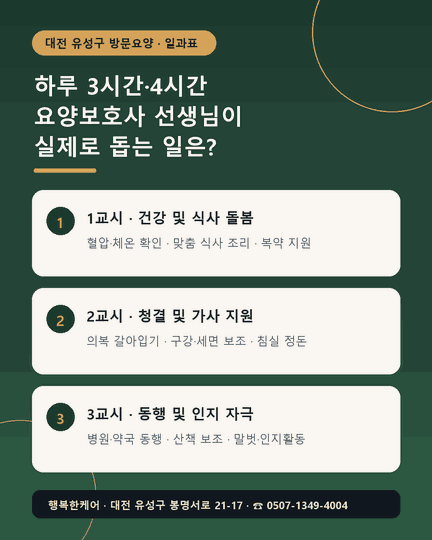 대전 유성구 방문요양 · 일과표
하루 3시간·4시간
요양보호사 선생님이
실제로 돕는 일은?
1
1교시 · 건강 및 식사 돌봄
혈압·체온 확인 · 맞춤 식사 조리 · 복약 지원
2
2교시 · 청결 및 가사 지원
의복 갈아입기 · 구강·세면 보조 · 침실 정돈
3
3교시 · 동행 및 인지 자극
병원·약국 동행 · 산책 보조 · 말벗·인지활동
행복한케어 · 대전 유성구 봉명서로 21-17 · ☎ 0507-1349-4004